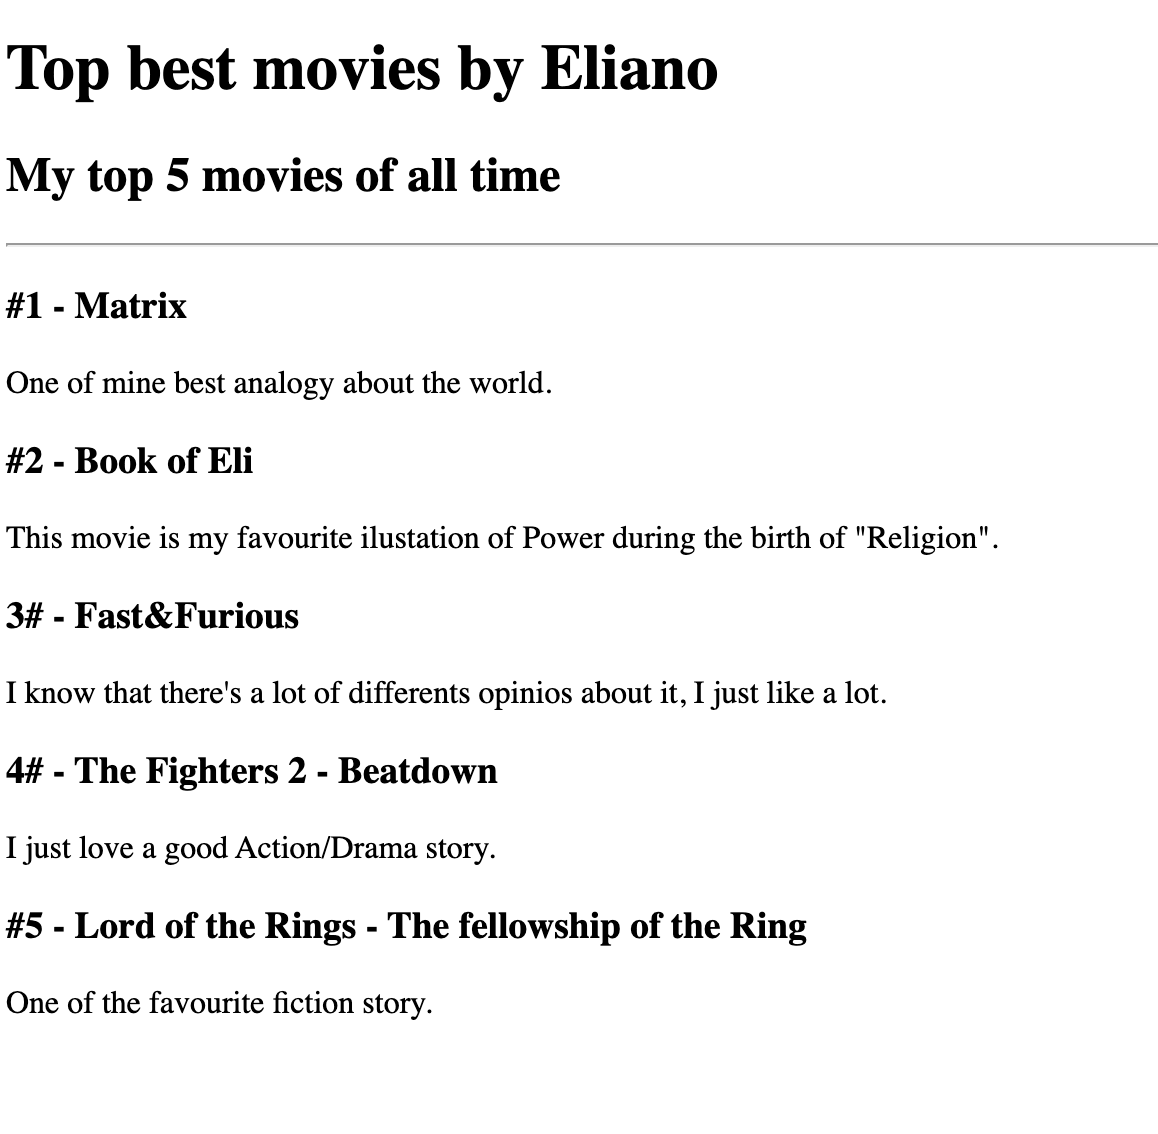 Top best movies by Eliano
My top 5 movies of all time
#1 - Matrix
One of mine best analogy about the world.
#2 - Book of Eli
This movie is my favourite ilustation of Power during the birth of "Religion".
3# - Fast&Furious
I know that there's a lot of differents opinios about it, I just like a lot.
4# - The Fighters 2 - Beatdown
I just love a good Action/Drama story.
#5 - Lord of the Rings - The fellowship of the Ring
One of the favourite fiction story.